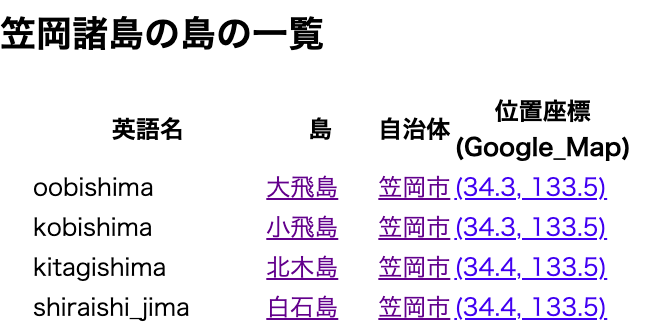 笠岡諸島の島の一覧
英語名 島 自治体 位置座標
(Google_Map)
oobishima 大飛島 笠岡市 (34.3, 133.5)
kobishima 小飛島 笠岡市 (34.3, 133.5)
kitagishima 北木島 笠岡市 (34.4, 133.5)
shiraishi_jima 白石島 笠岡市 (34.4, 133.5)